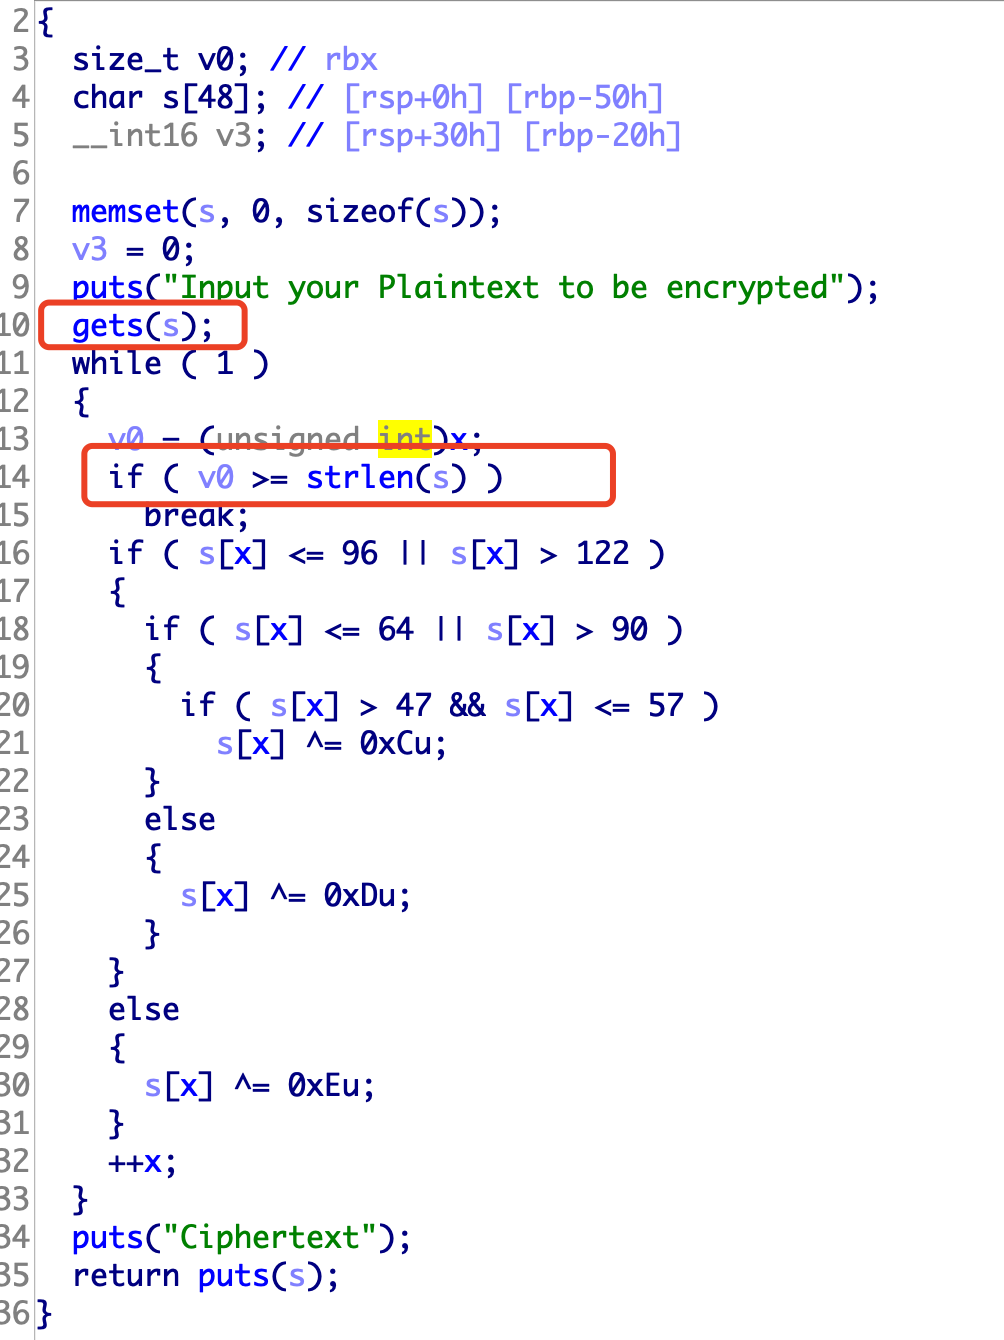 2 {
3 size_t v0; // rbx
4 char s[48]; // [rsp+0h] [rbp-50h]
5 __int16 v3; // [rsp+30h] [rbp-20h]
6
7 memset(s, 0, sizeof(s));
8 v3 = 0;
9 puts("Input your Plaintext to be encrypted");
10 gets(s);
11 while ( 1 )
12 {
13 v0 = (unsigned int)x;
14 if ( v0 >= strlen(s) )
15 break;
16 if ( s[x] <= 96 || s[x] > 122 )
17 {
18 if ( s[x] <= 64 || s[x] > 90 )
19 {
20 if ( s[x] > 47 && s[x] <= 57 )
21 s[x] ^= 0xCu;
22 }
23 else
24 {
25 s[x] ^= 0xDu;
26 }
27 }
28 else
29 {
30 s[x] ^= 0xEu;
31 }
32 ++x;
33 }
34 puts("Ciphertext");
35 return puts(s);
36 }